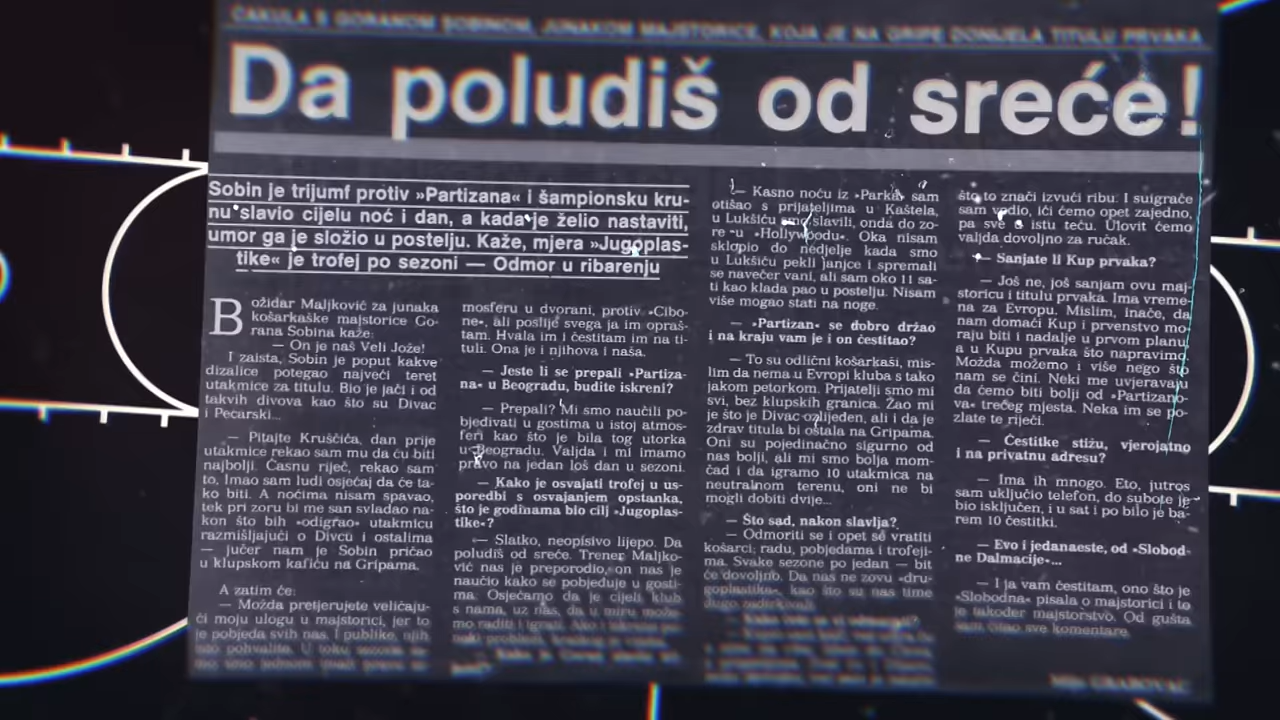 ČAKULA S GORANOM SOBINOM, JUNAKOM MAJSTORICE, KOJA JE NA GRIPE DONIJELA TITULU PRVAKA
Da poludiš od sreće!
Sobin je trijumf protiv »Partizana« i šampionsku kru-
nu slavio cijelu noć i dan, a kada je želio nastaviti,
umor ga je složio u postelju. Kaže, mjera »Jugoplas-
tike« je trofej po sezoni — Odmor u ribarenju
Božidar Maljković za junaka
košarkaške majstorice Go-
rana Sobina kaže:
— On je naš Veli Jože!
I zaista, Sobin je poput kakve
dizalice potegao najveći teret
utakmice za titulu. Bio je jači i od
takvih divova kao što su Divac
i Pecarski...
— Pitajte Kruščića, dan prije
utakmice rekao sam mu da ću biti
najbolji. Časnu riječ, rekao sam
to. Imao sam ludi osjećaj da će ta-
ko biti. A noćima nisam spavao,
tek pri zoru bi me san svladao na-
kon što bih »odigrao« utakmicu
razmišljajući o Divcu i ostalima
— jučer nam je Sobin pričao
u klupskom kafiću na Gripama.
A zatim će:
— Možda pretjerujete veličaju-
ći moju ulogu u majstorici, jer to
je pobjeda svih nas. I publike, njih
isto pohvalite. U toku sezone
mosferu u dvorani, protiv »Cibo-
ne«, ali poslije svega ja im opraš-
tam. Hvala im i čestitam im na ti-
tuli. Ona je i njihova i naša.
— Jeste li se prepali »Partiza-
na« u Beogradu, budite iskreni?
— Prepali? Mi smo naučili po-
bjeđivati u gostima u istoj atmos-
feri kao što je bila tog utorka
u Beogradu. Valjda i mi imamo
pravo na jedan loš dan u sezoni.
— Kako je osvajati trofej u us-
poredbi s osvajanjem opstanka,
što je godinama bio cilj »Jugoplas-
tike«?
— Slatko, neopisivo lijepo. Da
poludiš od sreće. Trener Maljko-
vić nas je preporodio, on nas je
naučio kako se pobjeđuje u gosti-
ma. Osjećamo da je cijeli klub
s nama, uz nas, da u miru može-
mo raditi i igrati.
— Kasno noću iz »Parka« sam
otišao s prijateljima u Kaštela,
u Lukšiću smo slavili, onda do zo-
re u »Hollywoodu«. Oka nisam
sklopio do nedjelje kada smo
u Lukšiću pekli janjce i spremali
se navečer vani, ali sam oko 11 sa-
ti kao klada pao u postelju. Nisam
više mogao stati na noge.
— »Partizan« se dobro držao
i na kraju vam je i on čestitao?
— To su odlični košarkaši, mis-
lim da nema u Evropi kluba s tako
jakom petorkom. Prijatelji smo mi
svi, bez klupskih granica. Žao mi
je što je Divac ozlijeđen, ali i da je
zdrav titula bi ostala na Gripama.
Oni su pojedinačno sigurno od
nas bolji, ali mi smo bolja mom-
čad i da igramo 10 utakmica na
neutralnom terenu, oni ne bi
mogli dobiti dvije...
— Što sad, nakon slavlja?
— Odmoriti se i opet se vratiti
košarci, radu, pobjedama i trofeji-
ma. Svake sezone po jedan — bit
će dovoljno. Da nas ne zovu »dru-
goplastika«, kao što su nas time
dugo zadirkivali.
što to znači izvući ribu. I suigrače
sam vodio, ići ćemo opet zajedno,
pa sve u istu teću. Ulovit ćemo
valjda dovoljno za ručak.
— Sanjate li Kup prvaka?
— Još ne, još sanjam ovu maj-
storicu i titulu prvaka. Ima vreme-
na za Evropu. Mislim, inače, da
nam domaći Kup i prvenstvo mo-
raju biti i nadalje u prvom planu,
a u Kupu prvaka što napravimo.
Možda možemo i više nego što
nam se čini. Neki me uvjeravaju
da ćemo biti bolji od »Partizano-
va« trećeg mjesta. Neka im se po-
zlate te riječi.
— Čestitke stižu, vjerojatno
i na privatnu adresu?
— Ima ih mnogo. Eto, jutros
sam uključio telefon, do subote je
bio isključen, i u sat i po bilo je ba-
rem 10 čestitki.
— Evo i jedanaeste, od »Slobod-
ne Dalmacije«...
— I ja vam čestitam, ono što je
»Slobodna« pisala o majstorici i to
je također majstorstvo. Od gušta
sam čitao sve komentare.